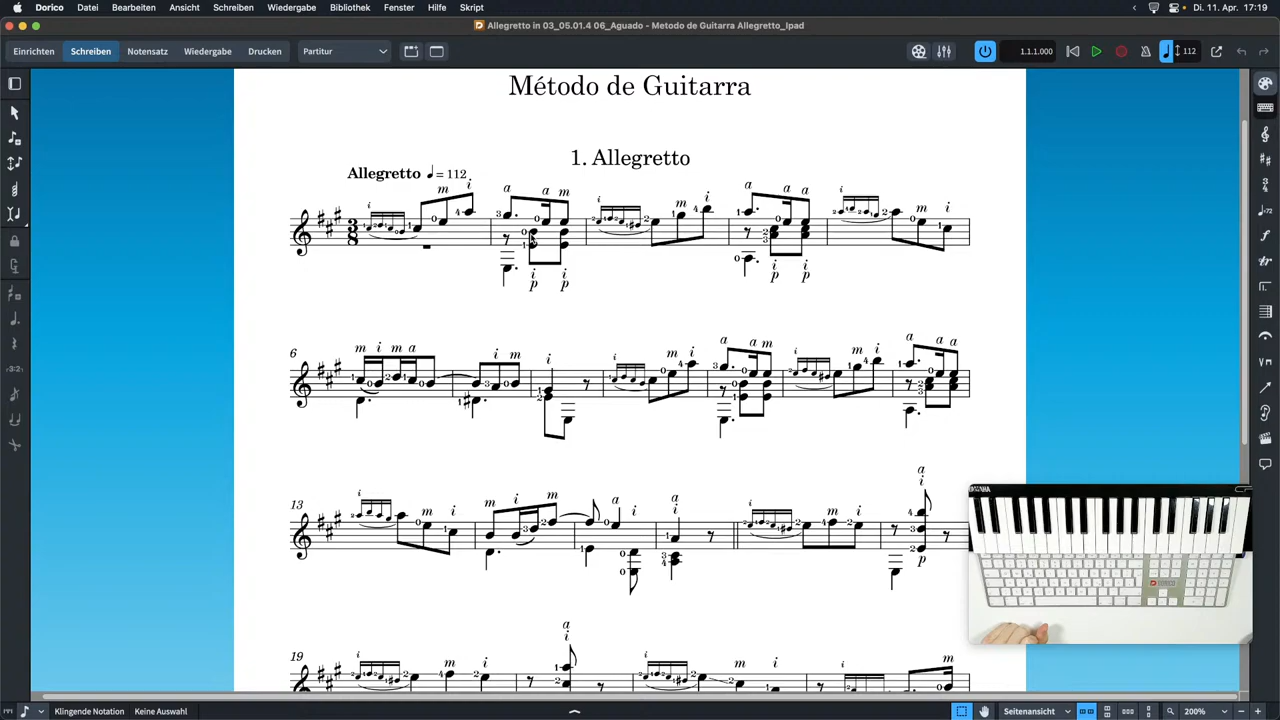 Dorico Datei Bearbeiten Ansicht Schreiben Wiedergabe Bibliothek Fenster Hilfe Skript Di. 11. Apr. 17:19
Allegretto in 03_05.01.4 06_Aguado - Metodo de Guitarra Allegretto_Ipad
Einrichten Schreiben Notensatz Wiedergabe Drucken Partitur 1.1.1.000 112
Método de Guitarra
1. Allegretto
Allegretto = 112
6
13
19
YAMAHA
Klingende Notation Keine Auswahl Seitenansicht 200%